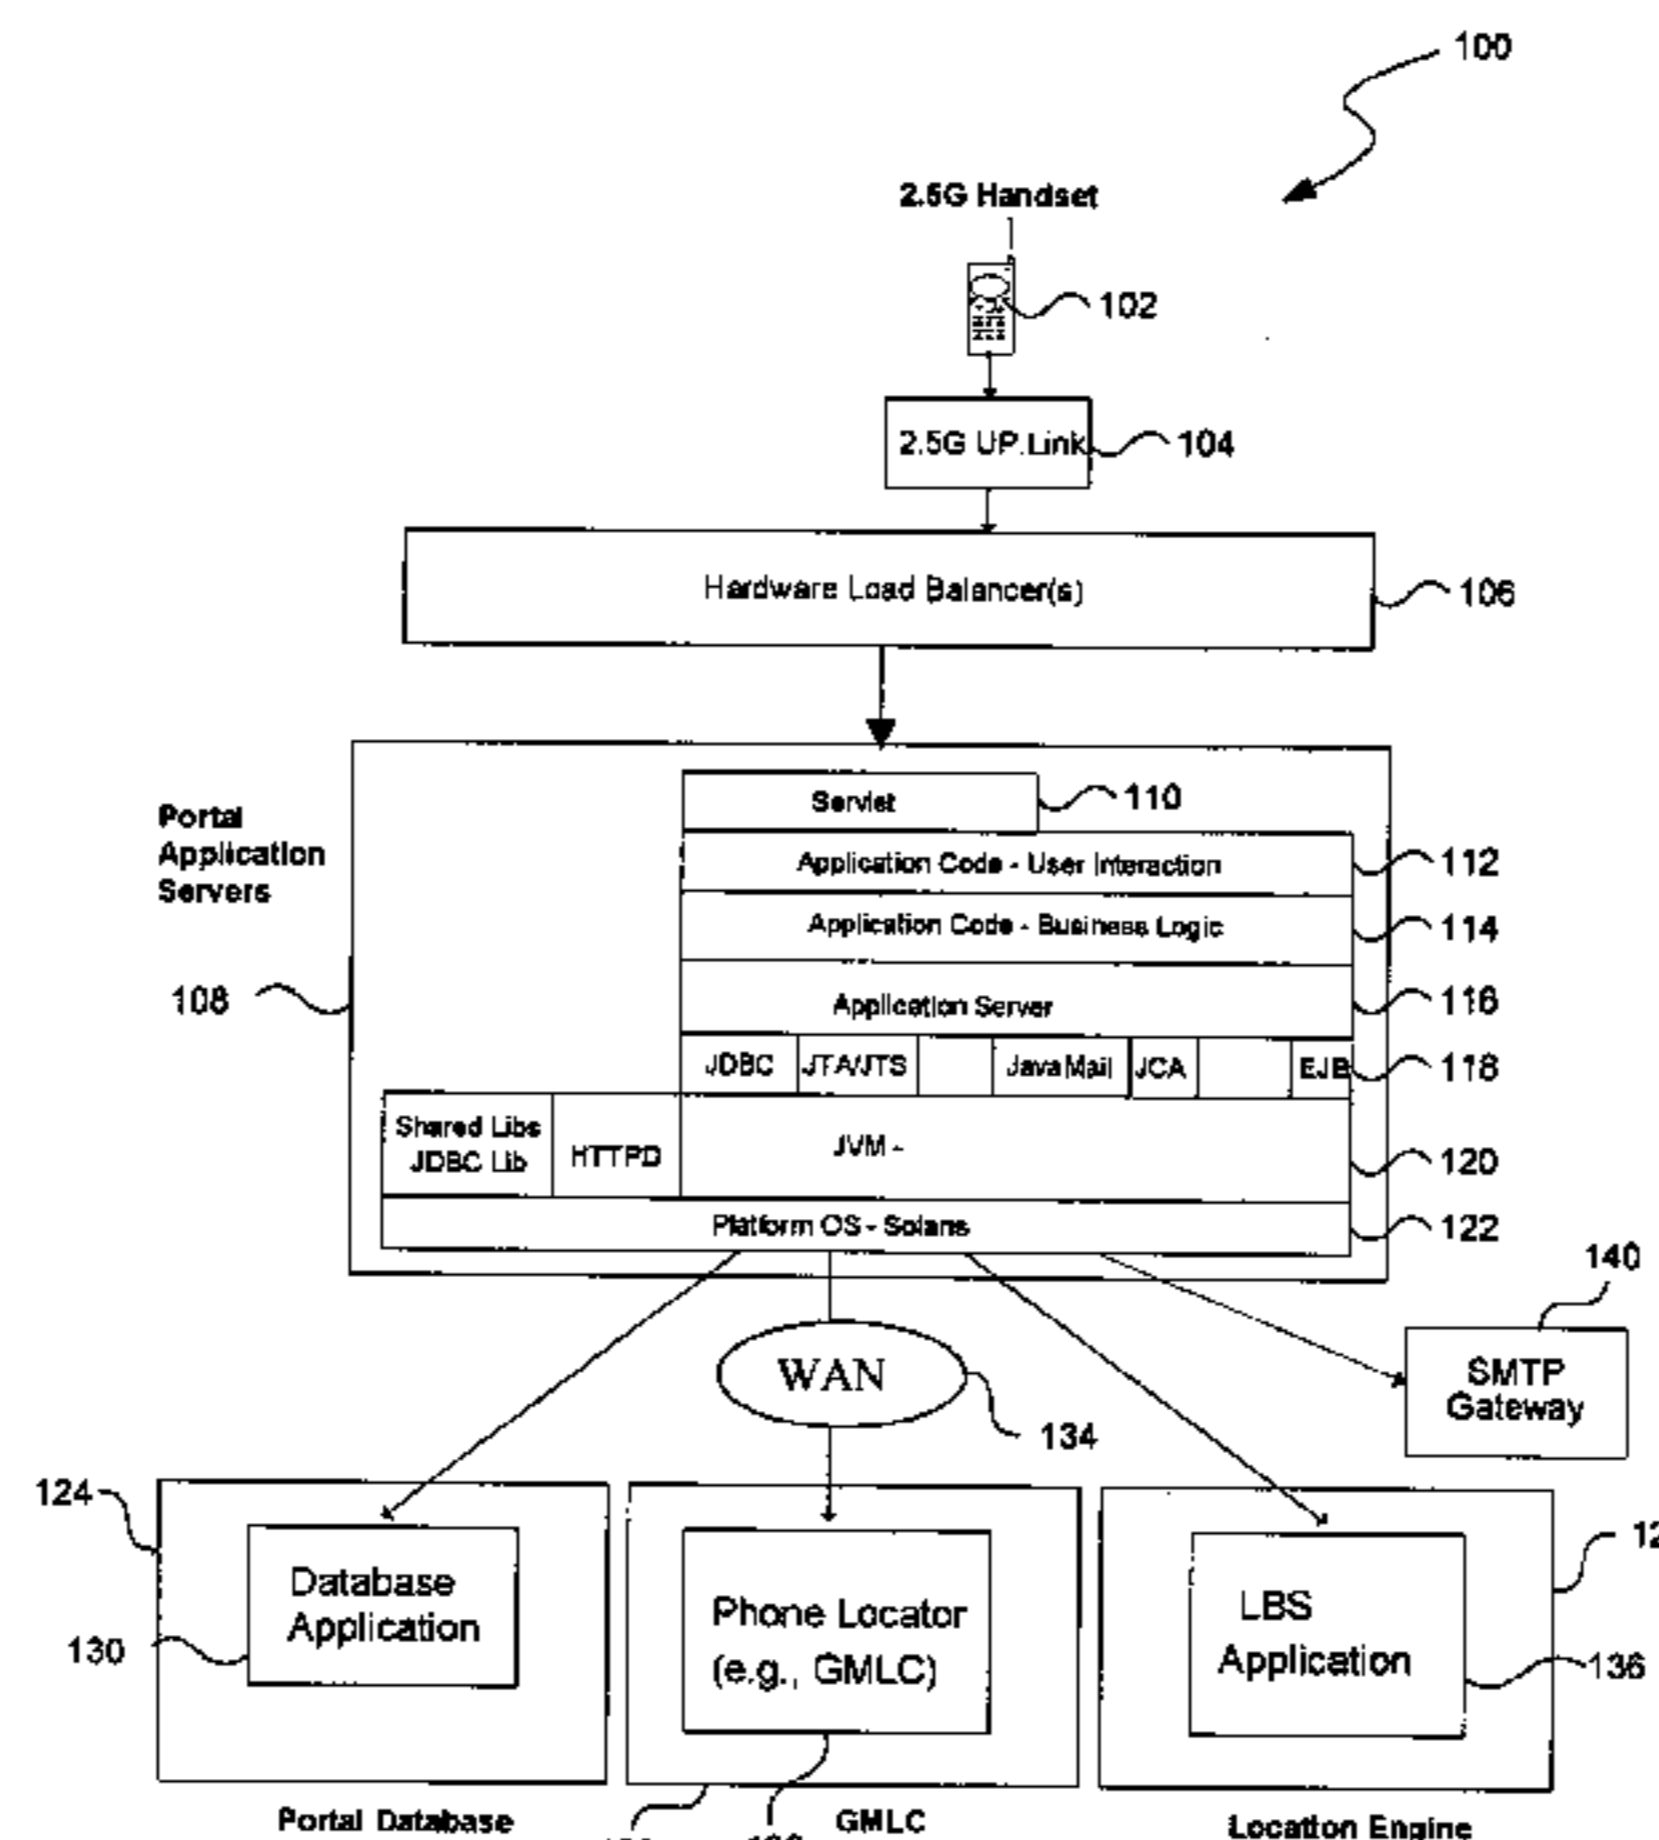 100
2.5G Handset
102
2.5G UP.Link
104
Hardware Load Balancer(s)
106
Portal
Application
Servers
108
Servlet
110
Application Code - User Interaction
112
Application Code - Business Logic
114
Application Server
116
JDBC
JTA/JTS
JavaMail
JCA
EJB
118
Shared Libs
JDBC Lib
HTTPD
JVM -
120
Platform OS - Solaris
122
140
SMTP
Gateway
WAN
134
124
Database
Application
130
Phone Locator
(e.g., GMLC)
LBS
Application
136
Portal Database
GMLC
Location Engine